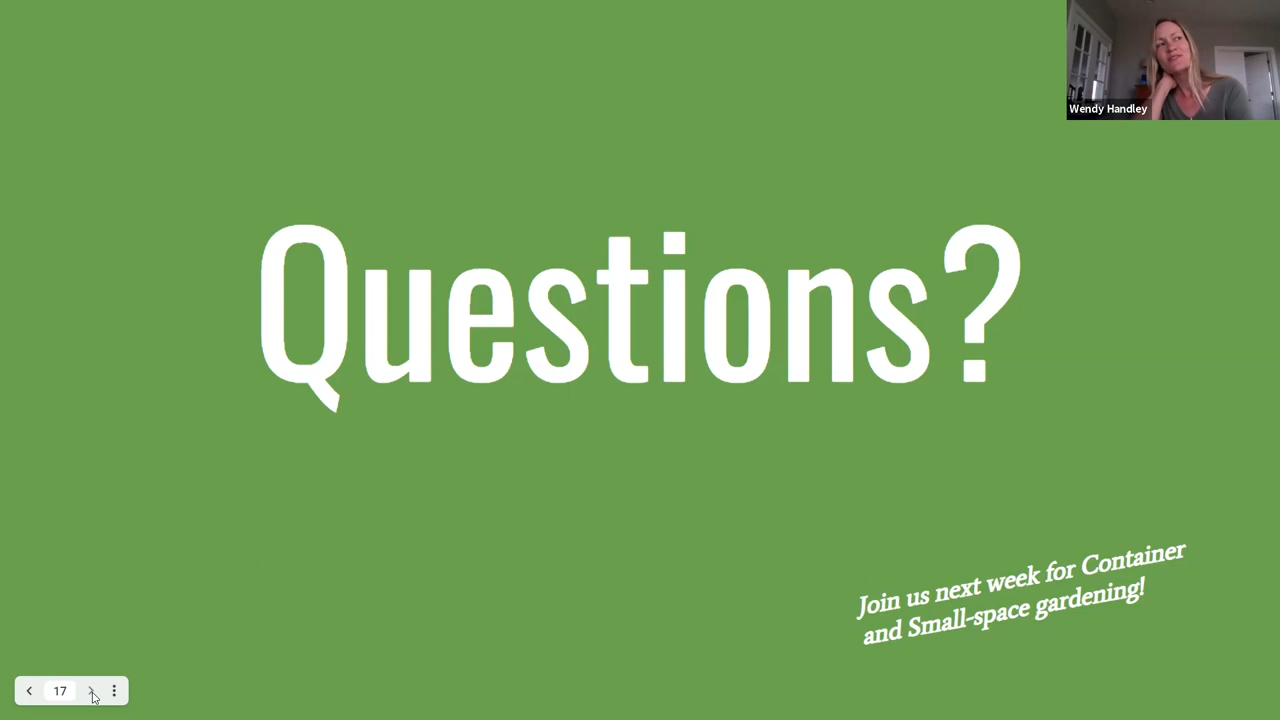 Wendy Handley
Questions?
Join us next week for Container
and Small-space gardening!
17